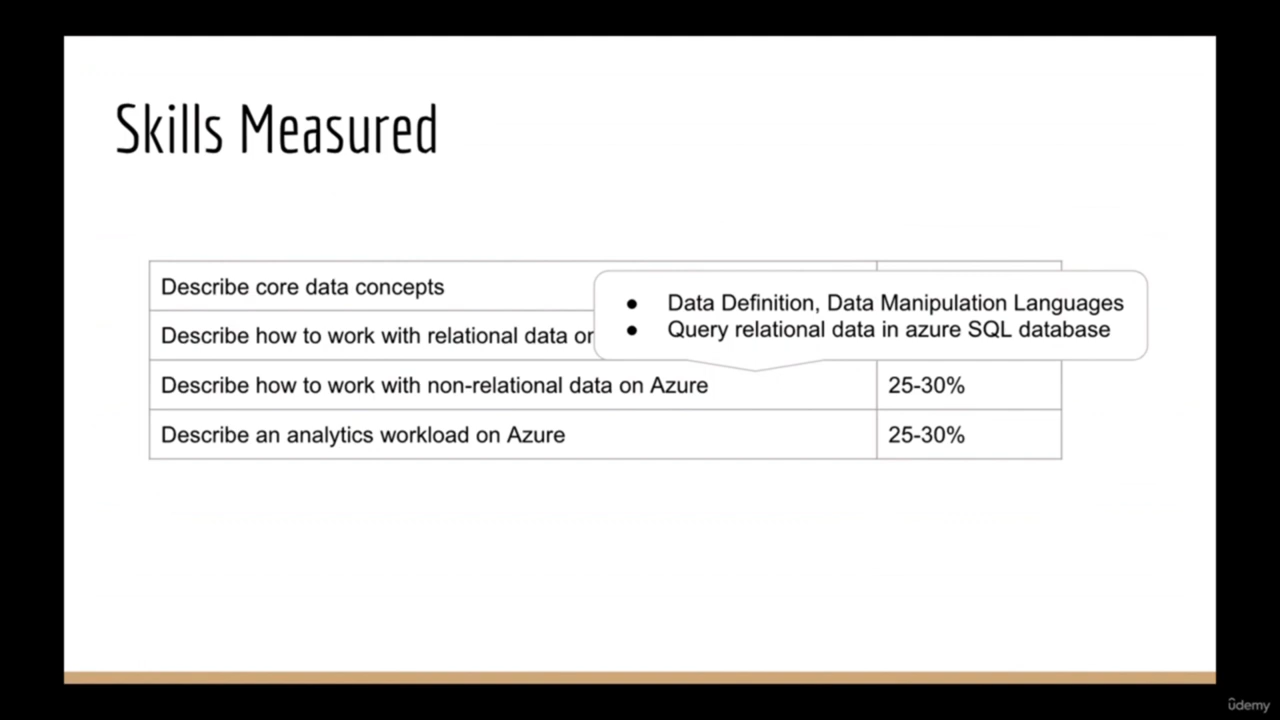 Skills Measured
Describe core data concepts
● Data Definition, Data Manipulation Languages
● Query relational data in azure SQL database
Describe how to work with relational data
Describe how to work with non-relational data on Azure 25-30%
Describe an analytics workload on Azure 25-30%
ûdemy